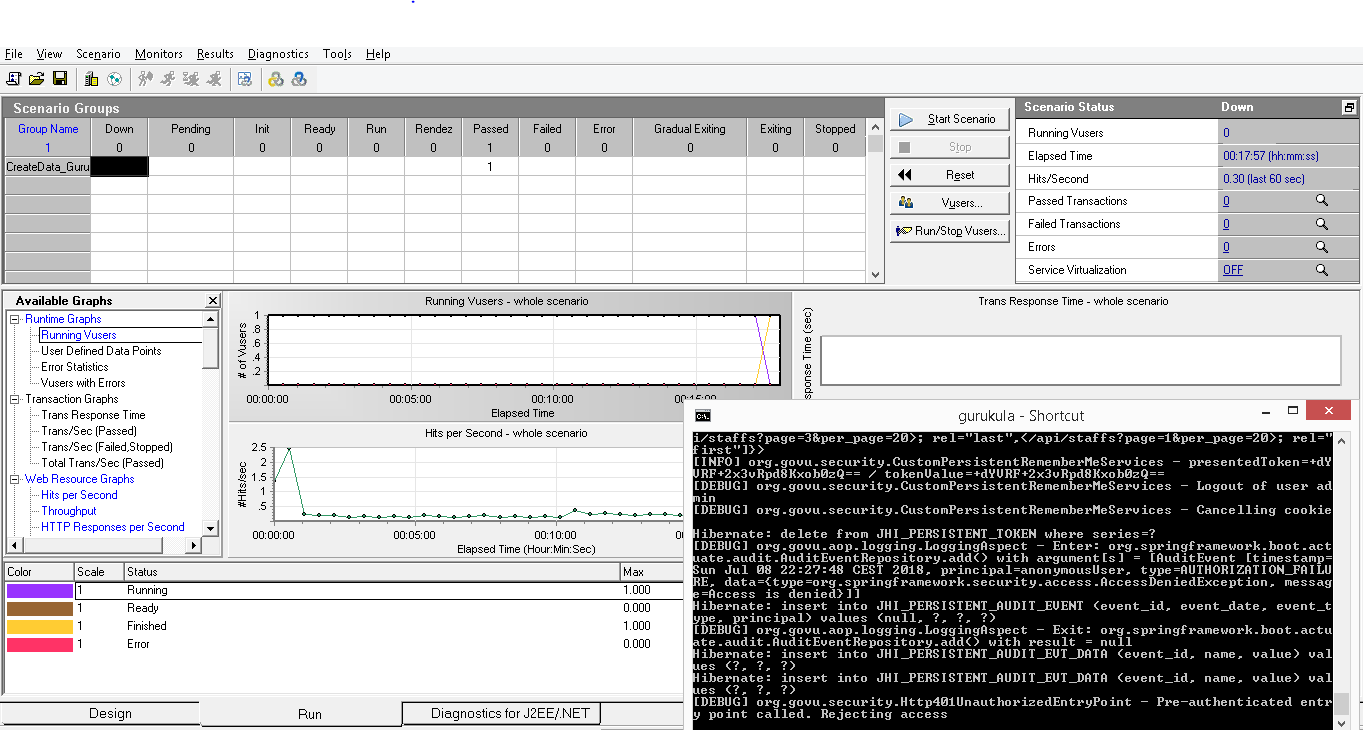 File View Scenario Monitors Results Diagnostics Tools Help
Scenario Groups
Group Name Down Pending Init Ready Run Rendez Passed Failed Error Gradual Exiting Exiting Stopped
1 0 0 0 0 0 0 1 0 0 0 0 0
CreateData_Guru 1
Start Scenario
Stop
Reset
Vusers...
Run/Stop Vusers...
Scenario Status Down
Running Vusers 0
Elapsed Time 00:17:57 (hh:mm:ss)
Hits/Second 0.30 (last 60 sec)
Passed Transactions 0
Failed Transactions 0
Errors 0
Service Virtualization OFF
Available Graphs
Runtime Graphs
Running Vusers
User Defined Data Points
Error Statistics
Vusers with Errors
Transaction Graphs
Trans Response Time
Trans/Sec (Passed)
Trans/Sec (Failed,Stopped)
Total Trans/Sec (Passed)
Web Resource Graphs
Hits per Second
Throughput
HTTP Responses per Second
Running Vusers - whole scenario
# of Vusers
1
.8
.6
.4
.2
00:00:00 00:05:00 00:10:00 00:15:00
Elapsed Time
Trans Response Time - whole scenario
sponse Time (sec)
Hits per Second - whole scenario
#Hits/sec
2.5
2
1.5
1
.5
00:00:00 00:05:00 00:10:00
Elapsed Time (Hour:Min:Sec)
Color Scale Status Max
1 Running 1.000
1 Ready 0.000
1 Finished 1.000
1 Error 0.000
Design Run Diagnostics for J2EE/.NET
C:\.
gurukula - Shortcut
i/staffs?page=3&per_page=20>; rel="last",</api/staffs?page=1&per_page=20>; rel="
first"]}>
[INFO] org.govu.security.CustomPersistentRememberMeServices - presentedToken=+dY
VRF+2x3vRpd8Kxob0zQ== / tokenValue=+dYVRF+2x3vRpd8Kxob0zQ==
[DEBUG] org.govu.security.CustomPersistentRememberMeServices - Logout of user ad
min
[DEBUG] org.govu.security.CustomPersistentRememberMeServices - Cancelling cookie
Hibernate: delete from JHI_PERSISTENT_TOKEN where series=?
[DEBUG] org.govu.aop.logging.LoggingAspect - Enter: org.springframework.boot.act
uate.audit.AuditEventRepository.add() with argument[s] = [AuditEvent [timestamp=
Sun Jul 08 22:27:48 CEST 2018, principal=anonymousUser, type=AUTHORIZATION_FAILU
RE, data={type=org.springframework.security.access.AccessDeniedException, messag
e=Access is denied}]]
Hibernate: insert into JHI_PERSISTENT_AUDIT_EVENT (event_id, event_date, event_t
ype, principal) values (null, ?, ?, ?)
[DEBUG] org.govu.aop.logging.LoggingAspect - Exit: org.springframework.boot.actu
ate.audit.AuditEventRepository.add() with result = null
Hibernate: insert into JHI_PERSISTENT_AUDIT_EVT_DATA (event_id, name, value) val
ues (?, ?, ?)
Hibernate: insert into JHI_PERSISTENT_AUDIT_EVT_DATA (event_id, name, value) val
ues (?, ?, ?)
[DEBUG] org.govu.security.Http401UnauthorizedEntryPoint - Pre-authenticated entr
y point called. Rejecting access